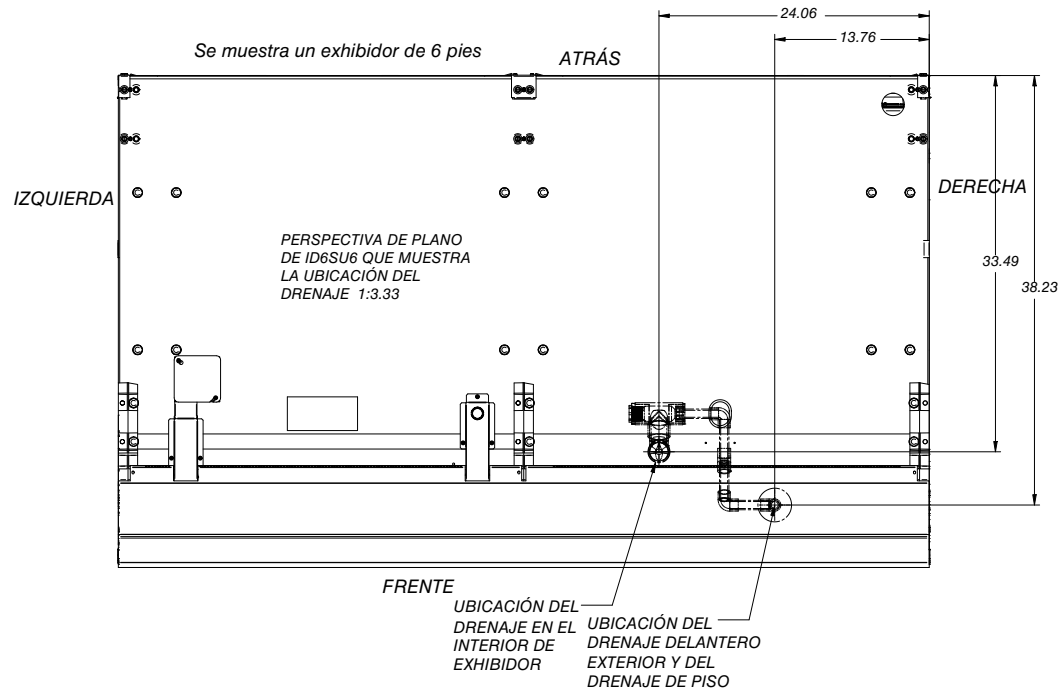 24.06
13.76
Se muestra un exhibidor de 6 pies
ATRÁS
IZQUIERDA
DERECHA
PERSPECTIVA DE PLANO
DE ID6SU6 QUE MUESTRA
LA UBICACIÓN DEL
DRENAJE 1:3.33
33.49
38.23
FRENTE
UBICACIÓN DEL
DRENAJE EN EL
INTERIOR DE
EXHIBIDOR
UBICACIÓN DEL
DRENAJE DELANTERO
EXTERIOR Y DEL
DRENAJE DE PISO